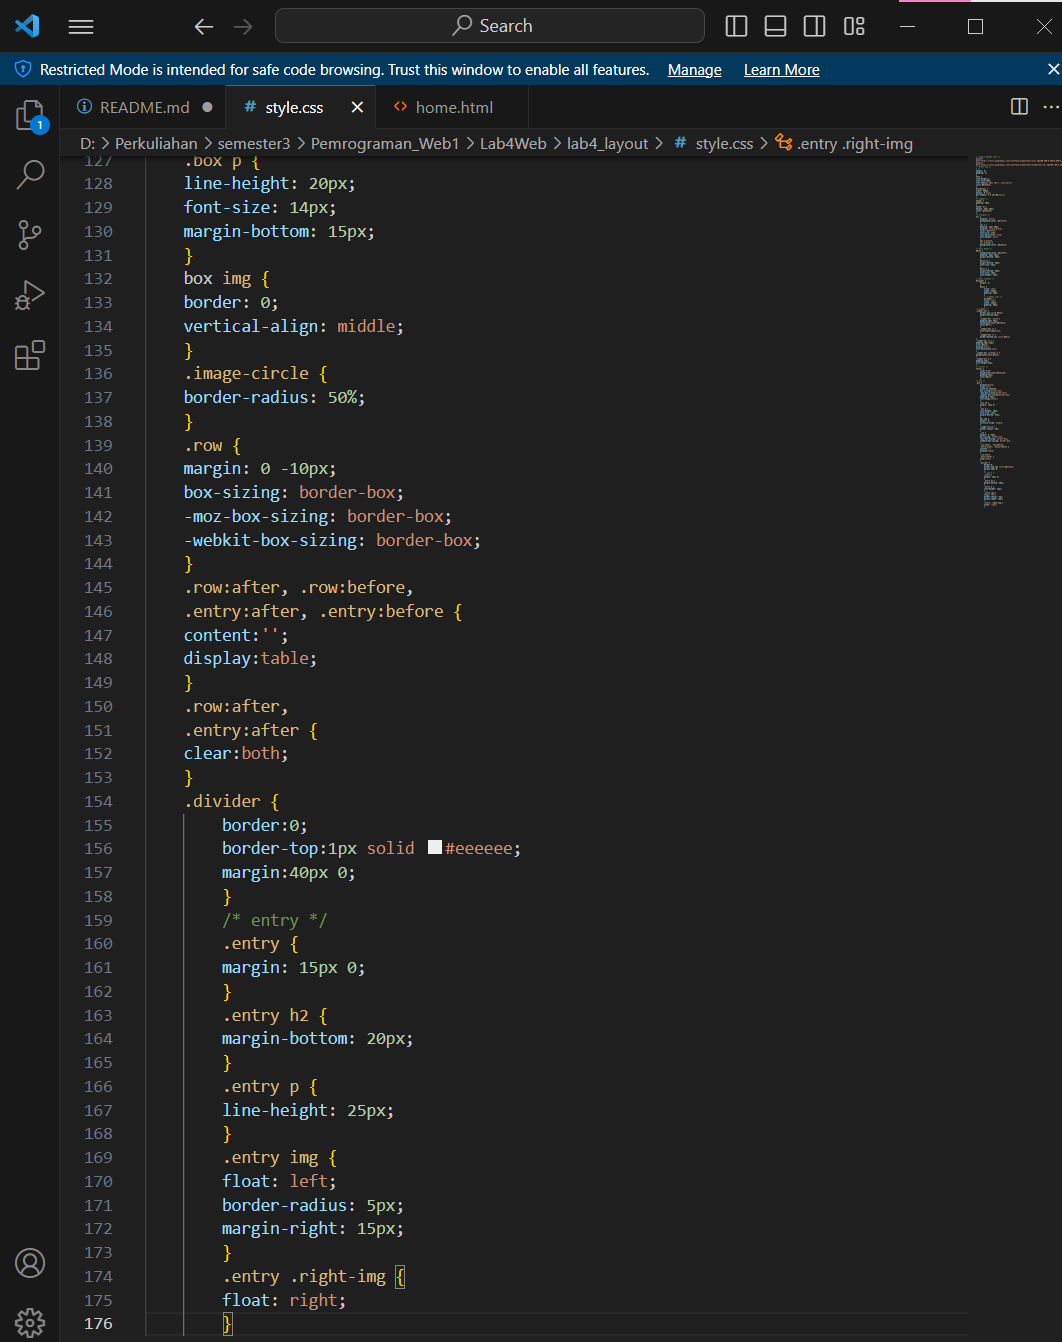 Search
Restricted Mode is intended for safe code browsing. Trust this window to enable all features. Manage Learn More
README.md # style.css <> home.html
D: > Perkuliahan > semester3 > Pemrograman_Web1 > Lab4Web > lab4_layout > # style.css > .entry .right-img
1
127 .box p {
128 line-height: 20px;
129 font-size: 14px;
130 margin-bottom: 15px;
131 }
132 box img {
133 border: 0;
134 vertical-align: middle;
135 }
136 .image-circle {
137 border-radius: 50%;
138 }
139 .row {
140 margin: 0 -10px;
141 box-sizing: border-box;
142 -moz-box-sizing: border-box;
143 -webkit-box-sizing: border-box;
144 }
145 .row:after, .row:before,
146 .entry:after, .entry:before {
147 content:'';
148 display:table;
149 }
150 .row:after,
151 .entry:after {
152 clear:both;
153 }
154 .divider {
155 border:0;
156 border-top:1px solid #eeeeee;
157 margin:40px 0;
158 }
159 /* entry */
160 .entry {
161 margin: 15px 0;
162 }
163 .entry h2 {
164 margin-bottom: 20px;
165 }
166 .entry p {
167 line-height: 25px;
168 }
169 .entry img {
170 float: left;
171 border-radius: 5px;
172 margin-right: 15px;
173 }
174 .entry .right-img {
175 float: right;
176 }